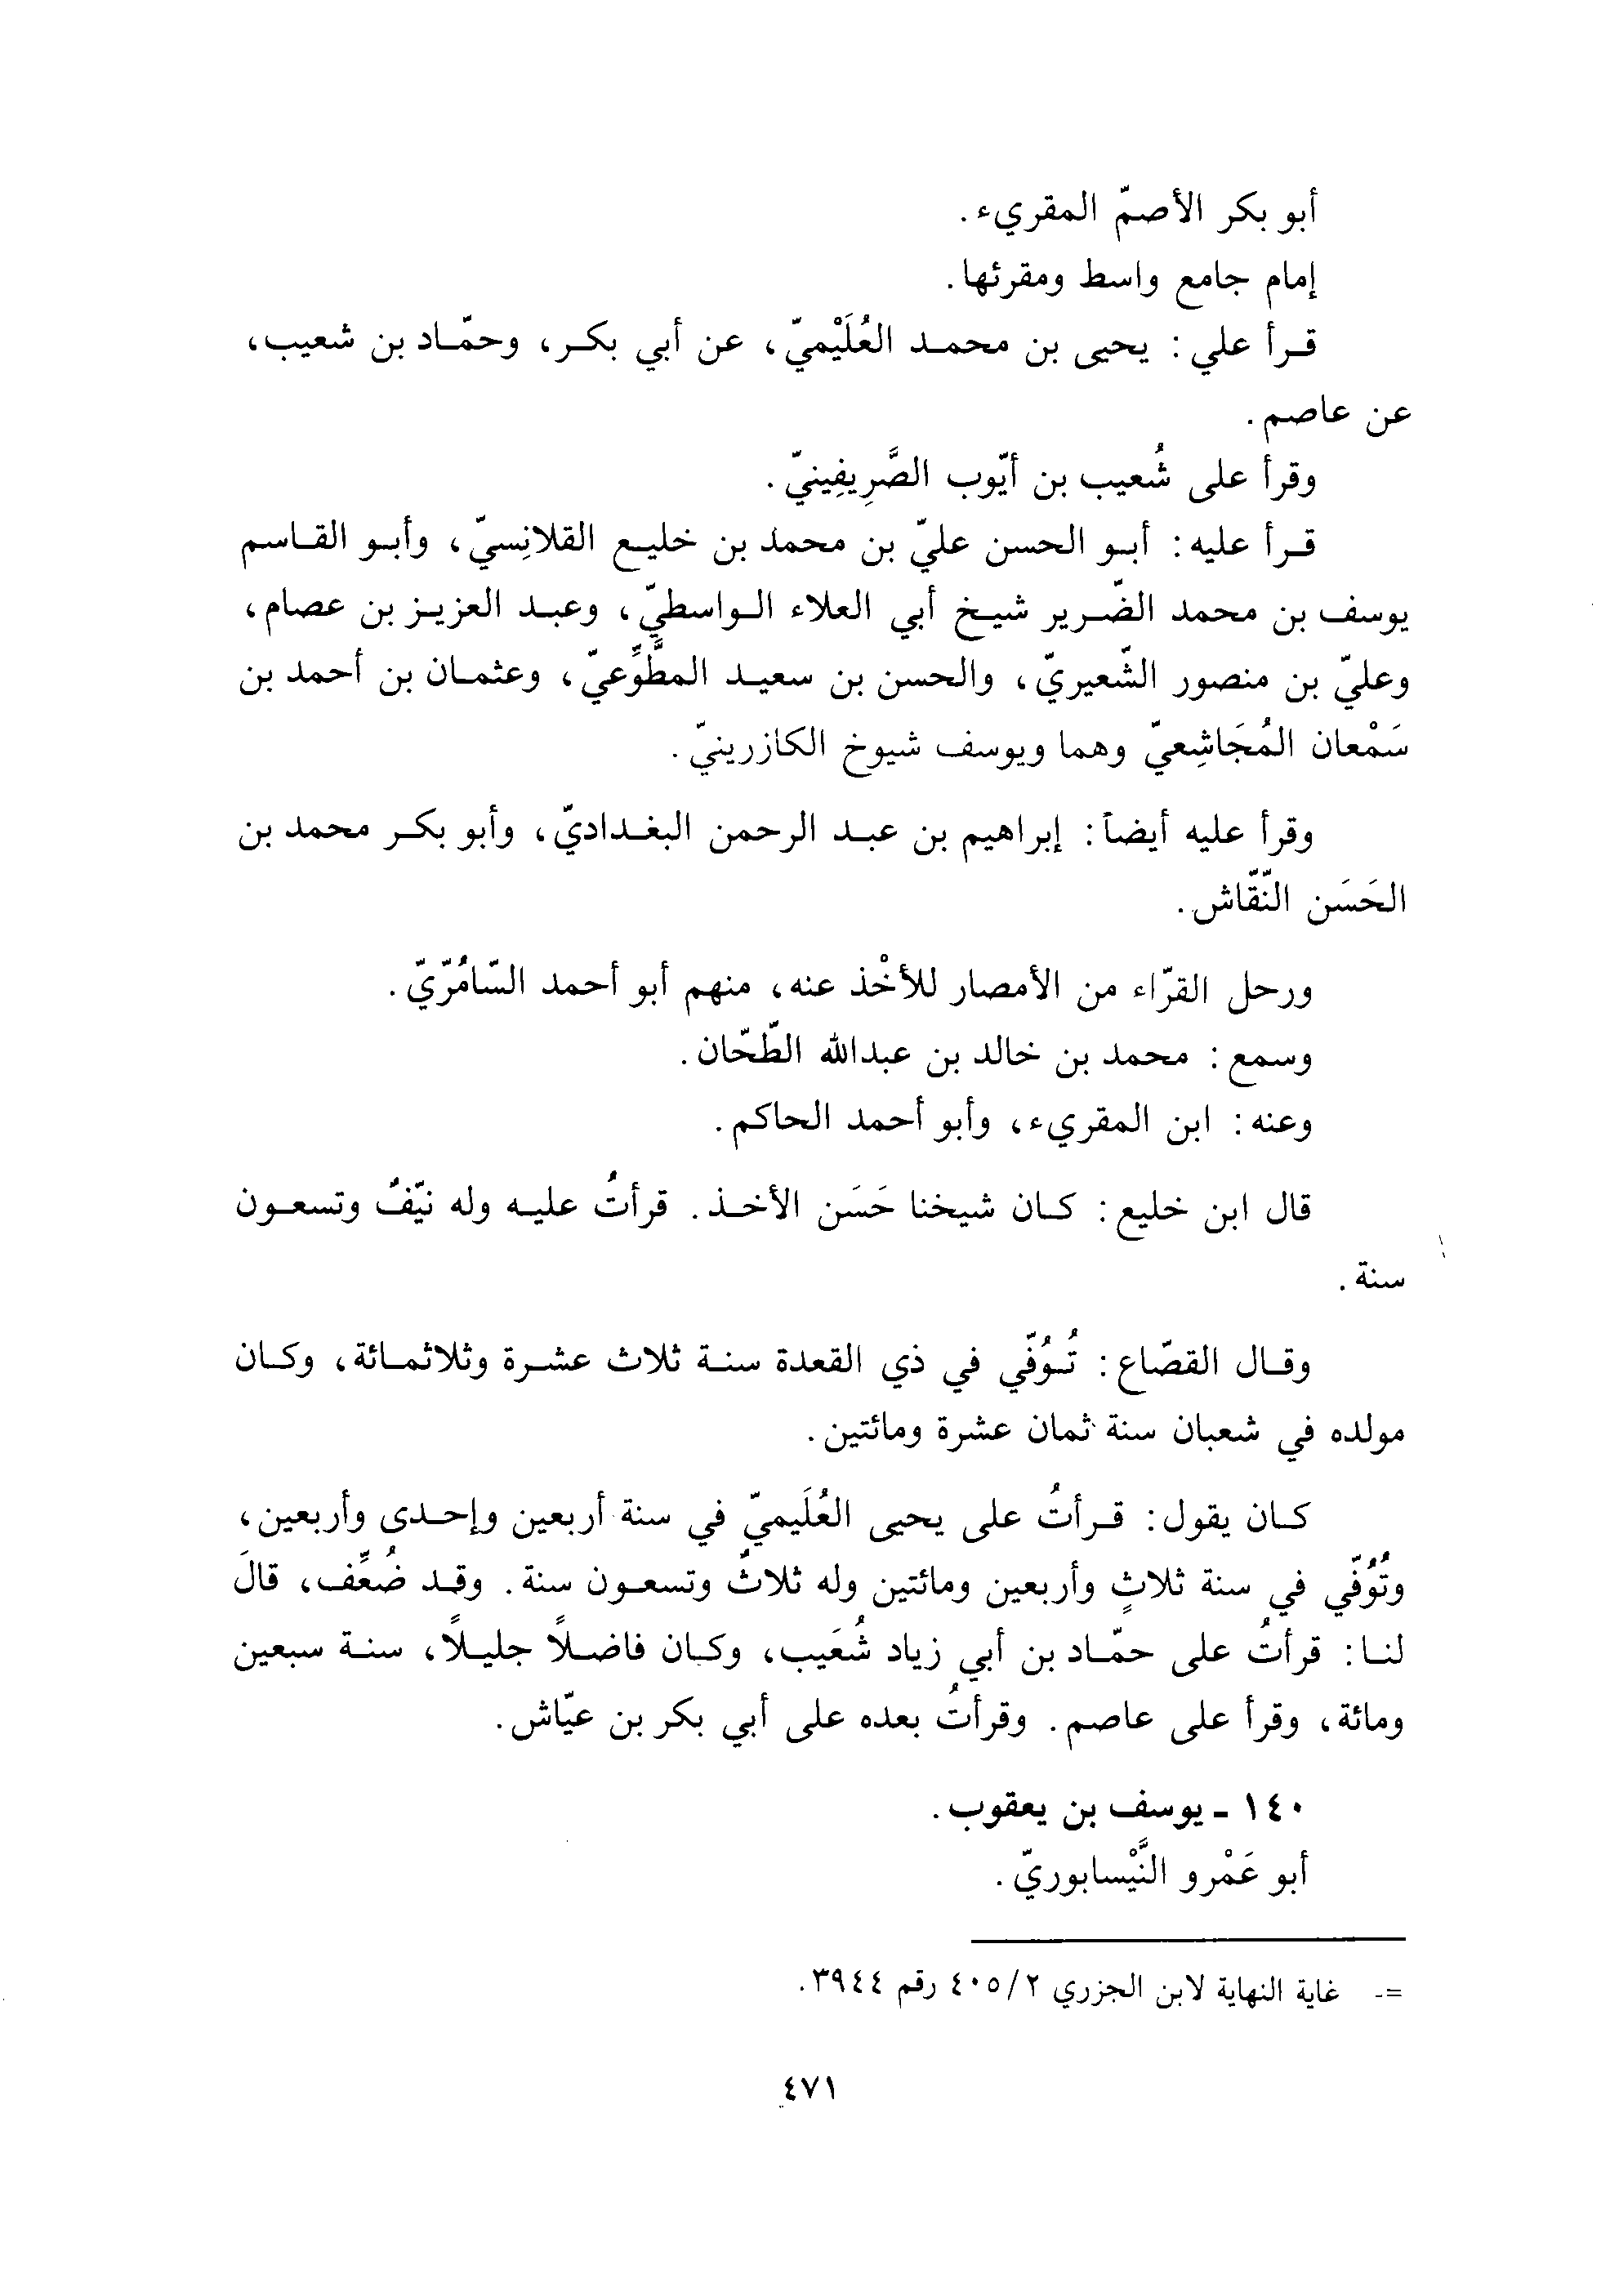 أبو بكر الأصمّ المقريء.
إمام جامع واسط ومقرئها.
قرأ علي: يحيى بن محمد العُلَيْميّ، عن أبي بكر، وحمّاد بن شعيب،
عن عاصم.
وقرأ على شُعيب بن أيّوب الصَّرِيفِينيّ.
قرأ عليه: أبو الحسن عليّ بن محمد بن خليع القلانِسيّ، وأبو القاسم
يوسف بن محمد الضّرير شيخ أبي العلاء الواسطيّ، وعبد العزيز بن عصام،
وعليّ بن منصور الشّعيريّ، والحسن بن سعيد المطَّوِّعيّ، وعثمان بن أحمد بن
سَمْعان المُجَاشِعيّ وهما ويوسف شيوخ الكازرينيّ.
وقرأ عليه أيضاً: إبراهيم بن عبد الرحمن البغداديّ، وأبو بكر محمد بن
الحَسَن النّقّاش.
ورحل القرّاء من الأمصار للأخْذ عنه، منهم أبو أحمد السّامُرّيّ.
وسمع: محمد بن خالد بن عبدالله الطّحّان.
وعنه: ابن المقريء، وأبو أحمد الحاكم.
قال ابن خليع: كان شيخنا حَسَن الأخذ. قرأتُ عليه وله نيّفٌ وتسعون
سنة.
وقال القصّاع: تُوُفّي في ذي القعدة سنة ثلاث عشرة وثلاثمائة، وكان
مولده في شعبان سنة ثمان عشرة ومائتين.
كان يقول: قرأتُ على يحيى العُلَيميّ في سنة أربعين وإحدى وأربعين،
وتُوُفّي في سنة ثلاثٍ وأربعين ومائتين وله ثلاثٌ وتسعون سنة. وقد ضُعِّف، قالَ
لنا: قرأتُ على حمّاد بن أبي زياد شُعَيب، وكان فاضلاً جليلاً، سنة سبعين
ومائة، وقرأ على عاصم. وقرأتُ بعده على أبي بكر بن عيّاش.
١٤٠ - يوسف بن يعقوب.
أبو عَمْرو النَّيْسابوريّ.
=- غاية النهاية لابن الجزري ٤٠٥/٢ رقم ٣٩٤٤.
٤٧١